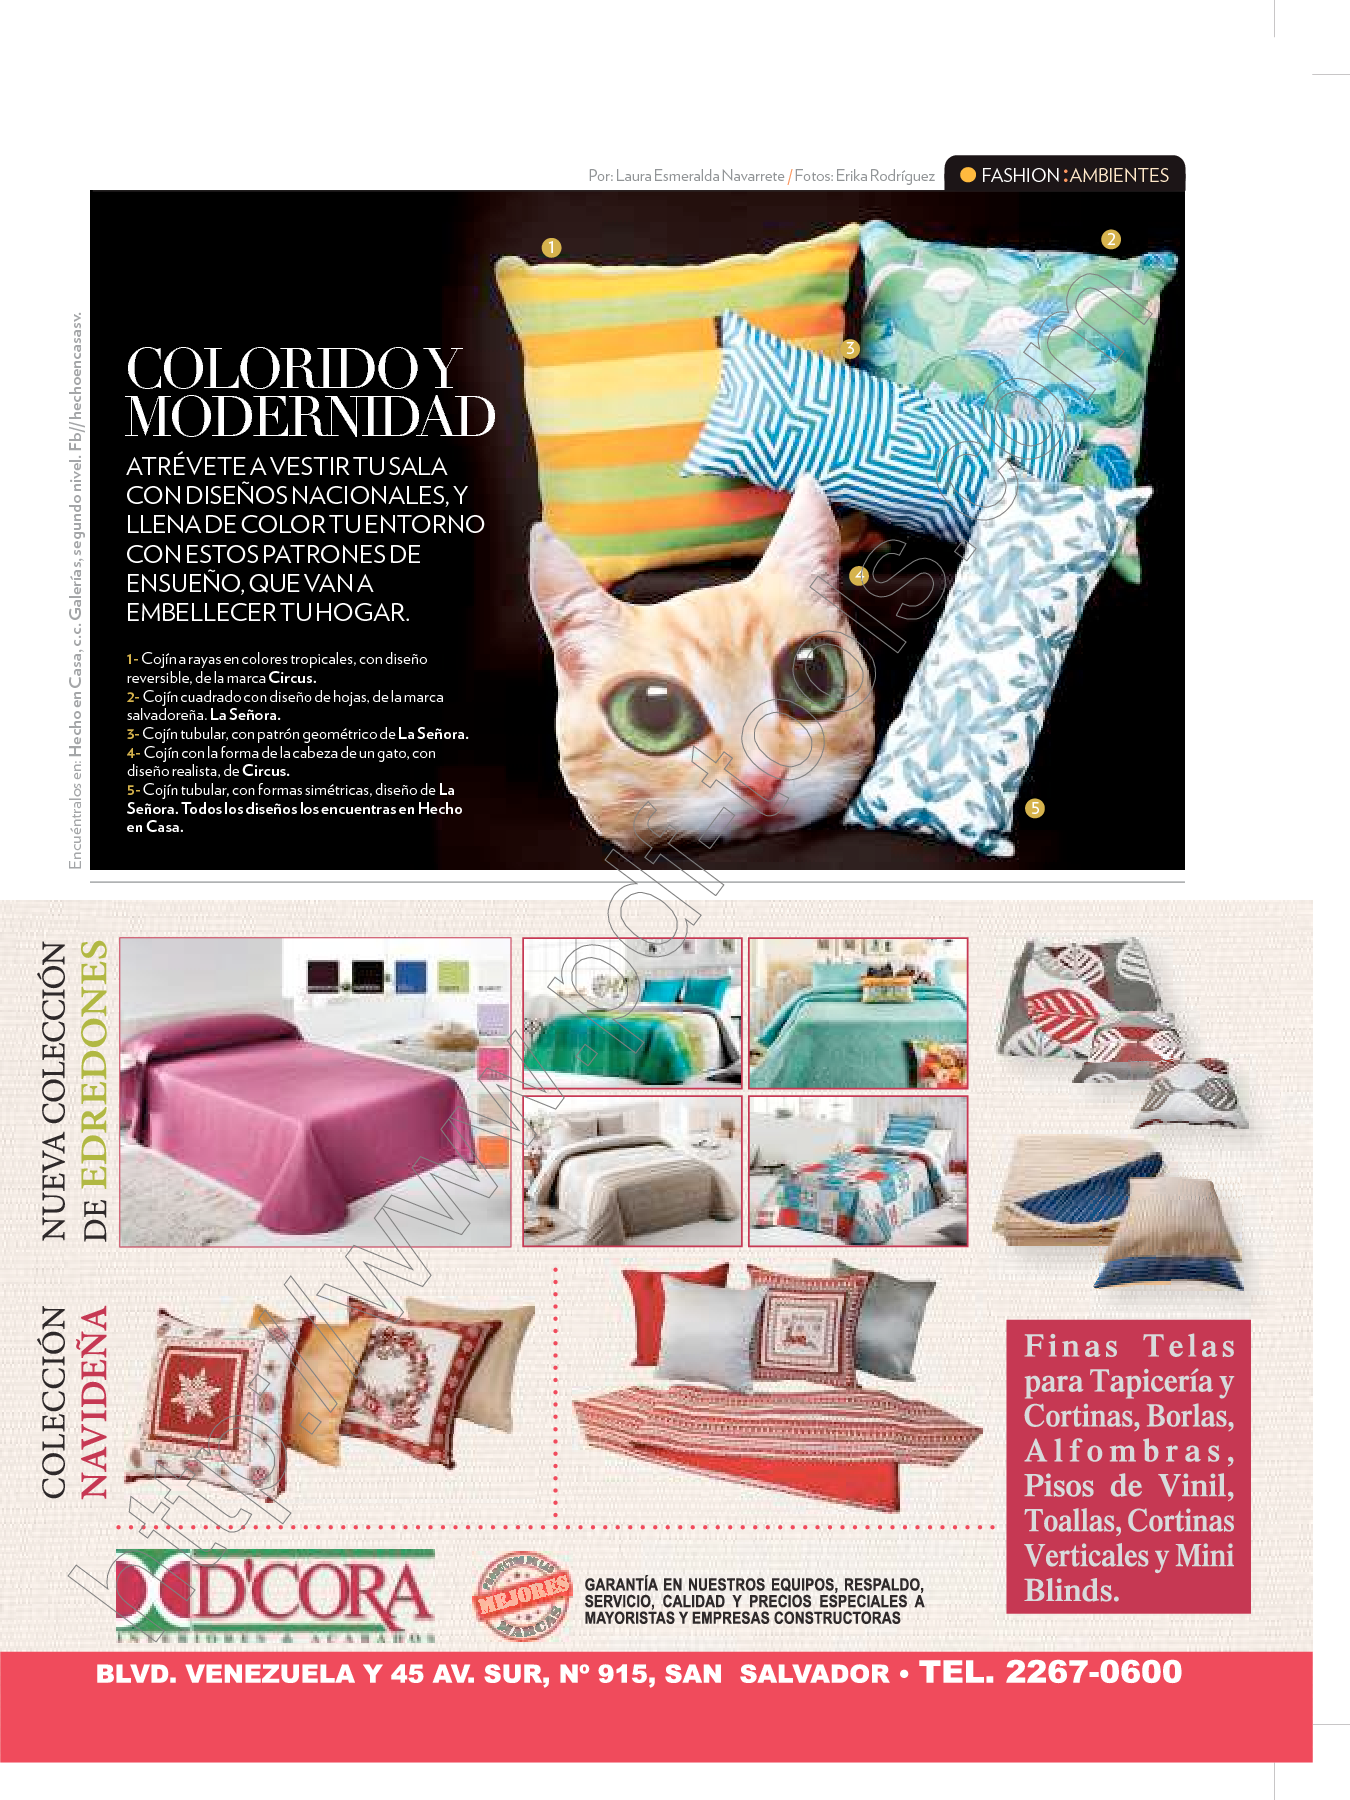 Por: Laura Esmeralda Navarrete / Fotos: Erika Rodríguez
FASHION :AMBIENTES
Encuéntralos en: Hecho en Casa, c.c. Galerías, segundo nivel. Fb//hechoencasasv.
1
2
3
4
5
COLORIDO Y
MODERNIDAD
ATRÉVETE A VESTIR TU SALA
CON DISEÑOS NACIONALES, Y
LLENA DE COLOR TU ENTORNO
CON ESTOS PATRONES DE
ENSUEÑO, QUE VAN A
EMBELLECER TU HOGAR.
1- Cojín a rayas en colores tropicales, con diseño
reversible, de la marca Circus.
2- Cojín cuadrado con diseño de hojas, de la marca
salvadoreña. La Señora.
3- Cojín tubular, con patrón geométrico de La Señora.
4- Cojín con la forma de la cabeza de un gato, con
diseño realista, de Circus.
5- Cojín tubular, con formas simétricas, diseño de La
Señora. Todos los diseños los encuentras en Hecho
en Casa.
NUEVA COLECCIÓN
DE EDREDONES
COLECCIÓN
NAVIDEÑA
Finas Telas
para Tapicería y
Cortinas, Borlas,
Alfombras,
Pisos de Vinil,
Toallas, Cortinas
Verticales y Mini
Blinds.
D'CORA
INTERIORES & ACABADOS
PRODUCTOS DE LAS
MEJORES
MARCAS
GARANTÍA EN NUESTROS EQUIPOS, RESPALDO,
SERVICIO, CALIDAD Y PRECIOS ESPECIALES A
MAYORISTAS Y EMPRESAS CONSTRUCTORAS
BLVD. VENEZUELA Y 45 AV. SUR, Nº 915, SAN SALVADOR • TEL. 2267-0600
http://www.pdf-tools.com